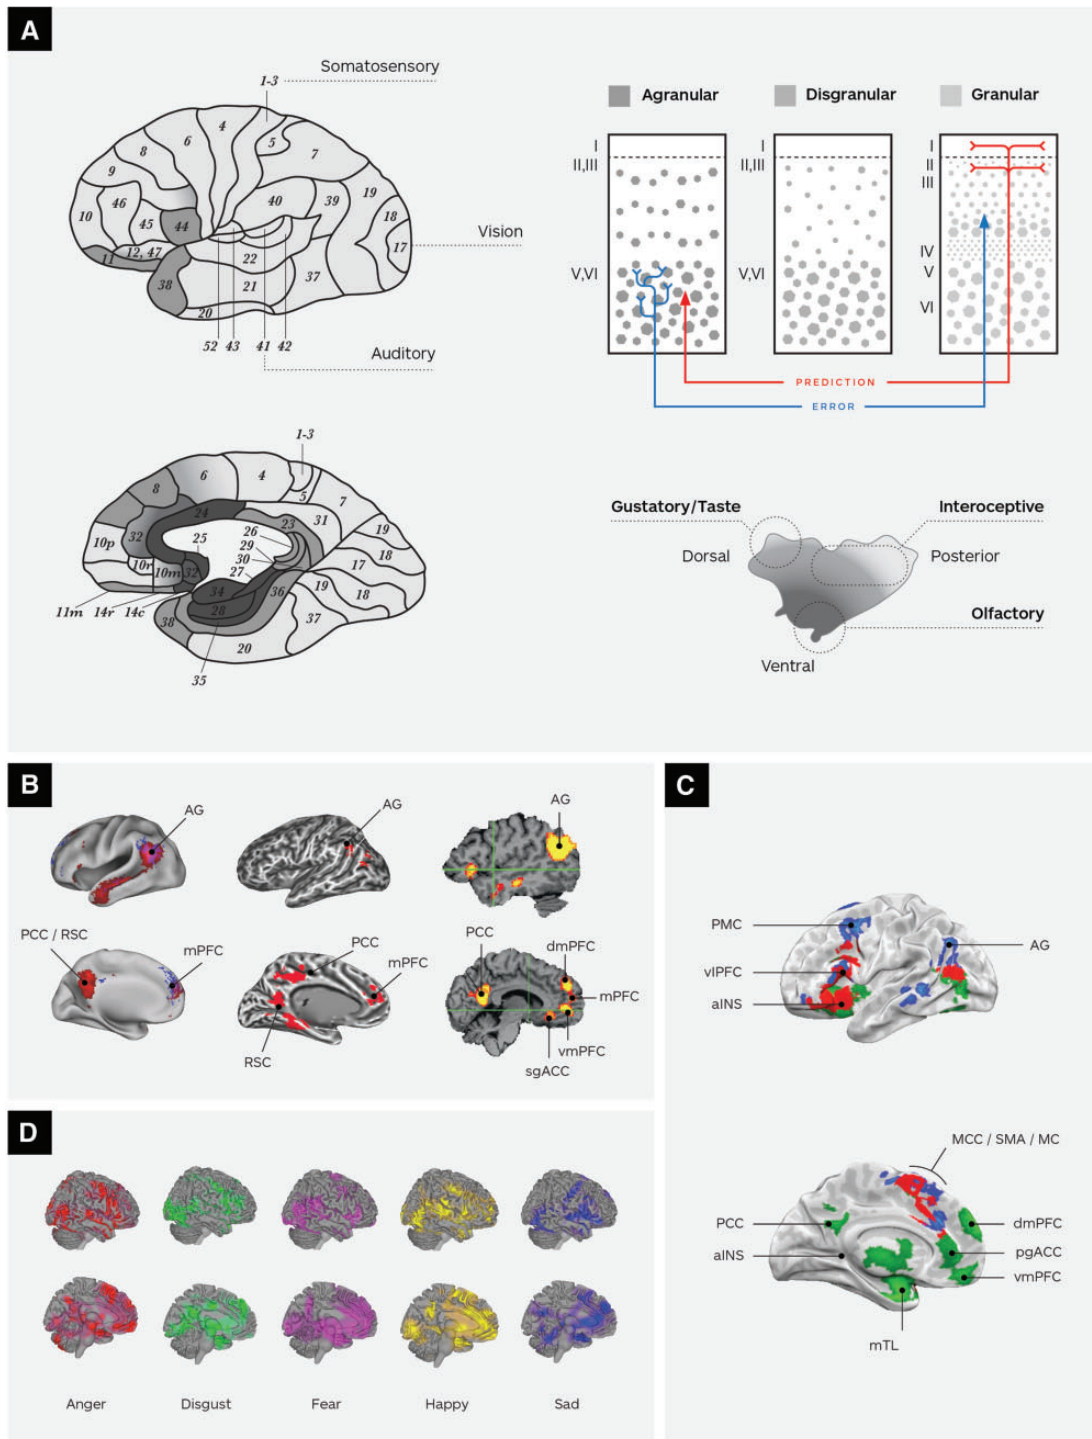 A
Somatosensory
1-3
4
6
5
8
7
9
19
46
40
39
10
45
44
18
Vision
12, 47
17
11
22
37
38
21
20
52 43 41 42
Auditory
Agranular
Disgranular
Granular
I
II,III
V,VI
I
II,III
V,VI
I
II
III
IV
V
VI
PREDICTION
ERROR
1-3
6
4
8
5
7
24
23
31
26
32
25
29
19
10p
30
18
10r
27
17
10m
32
34
36
19
18
11m 14r 14c
28
37
38
20
35
Gustatory/Taste
Interoceptive
Dorsal
Posterior
Olfactory
Ventral
B
AG
AG
AG
PCC / RSC
mPFC
PCC
mPFC
RSC
PCC
dmPFC
mPFC
vmPFC
sgACC
C
PMC
AG
vlPFC
aINS
MCC / SMA / MC
PCC
dmPFC
aINS
pgACC
vmPFC
mTL
D
Anger
Disgust
Fear
Happy
Sad